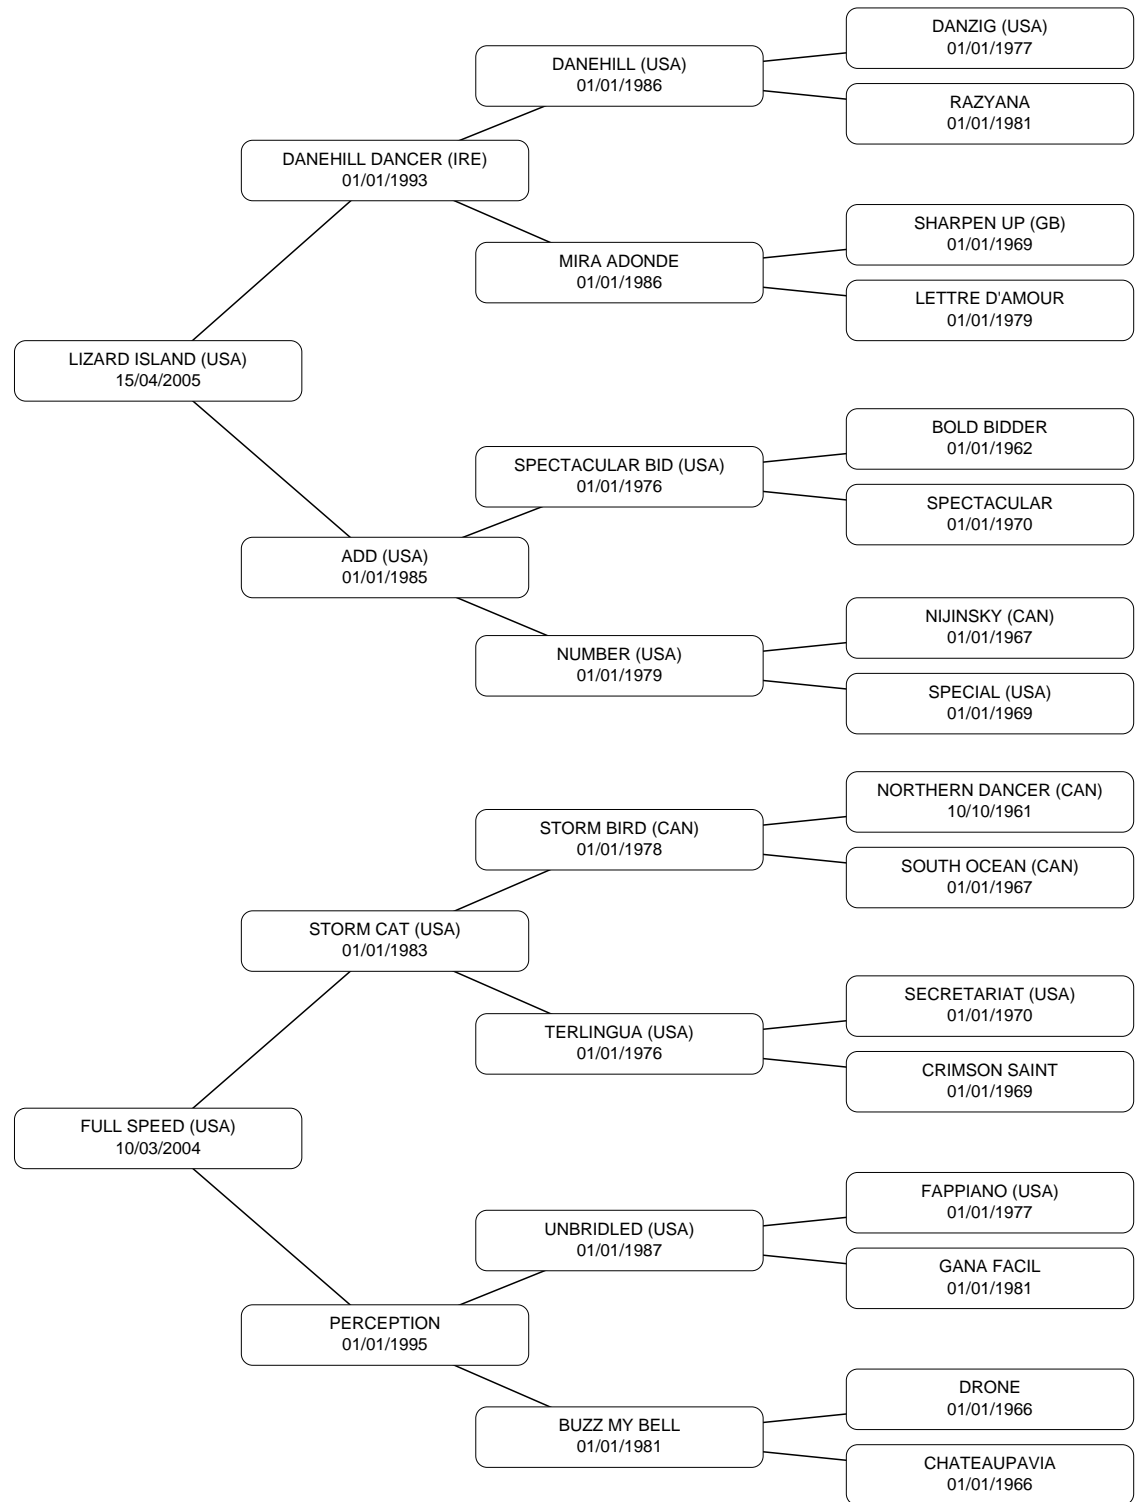 DANZIG (USA)
01/01/1977
DANEHILL (USA)
01/01/1986
RAZYANA
01/01/1981
DANEHILL DANCER (IRE)
01/01/1993
SHARPEN UP (GB)
01/01/1969
MIRA ADONDE
01/01/1986
LETTRE D'AMOUR
01/01/1979
LIZARD ISLAND (USA)
15/04/2005
BOLD BIDDER
01/01/1962
SPECTACULAR BID (USA)
01/01/1976
SPECTACULAR
01/01/1970
ADD (USA)
01/01/1985
NIJINSKY (CAN)
01/01/1967
NUMBER (USA)
01/01/1979
SPECIAL (USA)
01/01/1969
NORTHERN DANCER (CAN)
10/10/1961
STORM BIRD (CAN)
01/01/1978
SOUTH OCEAN (CAN)
01/01/1967
STORM CAT (USA)
01/01/1983
SECRETARIAT (USA)
01/01/1970
TERLINGUA (USA)
01/01/1976
CRIMSON SAINT
01/01/1969
FULL SPEED (USA)
10/03/2004
FAPPIANO (USA)
01/01/1977
UNBRIDLED (USA)
01/01/1987
GANA FACIL
01/01/1981
PERCEPTION
01/01/1995
DRONE
01/01/1966
BUZZ MY BELL
01/01/1981
CHATEAUPAVIA
01/01/1966